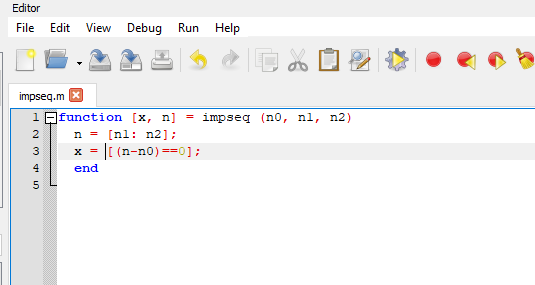 Editor
File Edit View Debug Run Help
impseq.m
1 function [x, n] = impseq (n0, n1, n2)
2 n = [n1: n2];
3 x = [(n-n0)==0];
4 end
5